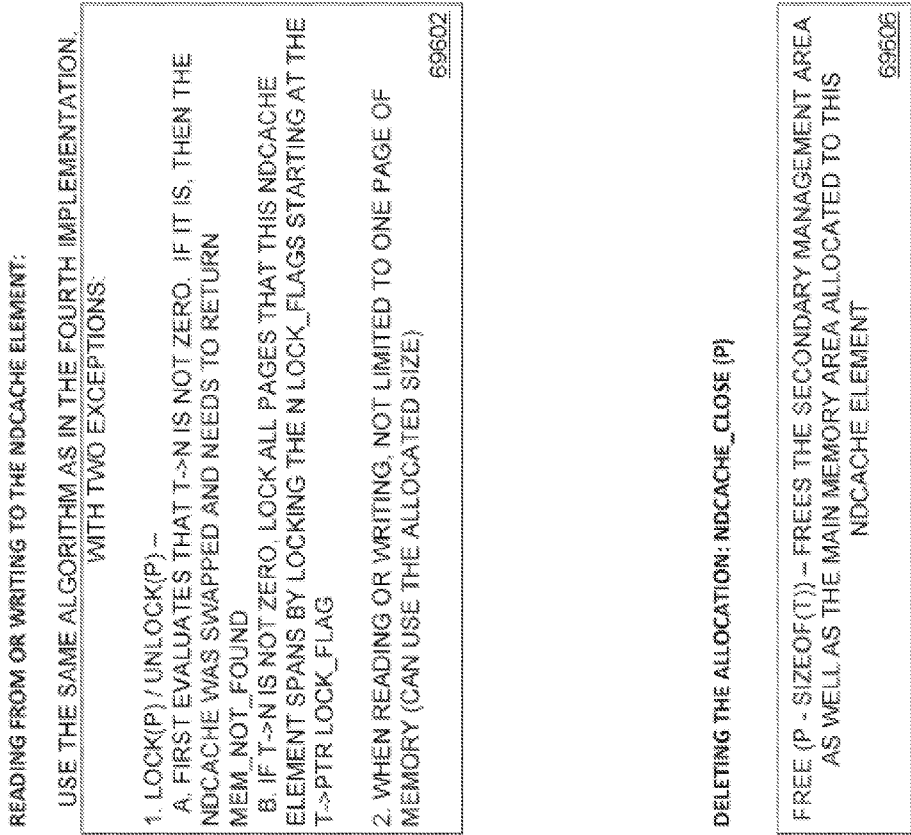 READING FROM OR WRITING TO THE NDCACHE ELEMENT:
USE THE SAME ALGORITHM AS IN THE FOURTH IMPLEMENTATION,
WITH TWO EXCEPTIONS:
1. LOCK(P) / UNLOCK(P) –
A. FIRST EVALUATES THAT T->N IS NOT ZERO. IF IT IS, THEN THE
NDCACHE WAS SWAPPED AND NEEDS TO RETURN
MEM_NOT_FOUND
B. IF T->N IS NOT ZERO, LOCK ALL PAGES THAT THIS NDCACHE
ELEMENT SPANS BY LOCKING THE N LOCK_FLAGS STARTING AT THE
T->PTR LOCK_FLAG
2. WHEN READING OR WRITING, NOT LIMITED TO ONE PAGE OF
MEMORY (CAN USE THE ALLOCATED SIZE)
69602
DELETING THE ALLOCATION: NDCACHE_CLOSE (P)
FREE (P - SIZEOF(T)) – FREES THE SECONDARY MANAGEMENT AREA
AS WELL AS THE MAIN MEMORY AREA ALLOCATED TO THIS
NDCACHE ELEMENT
69606